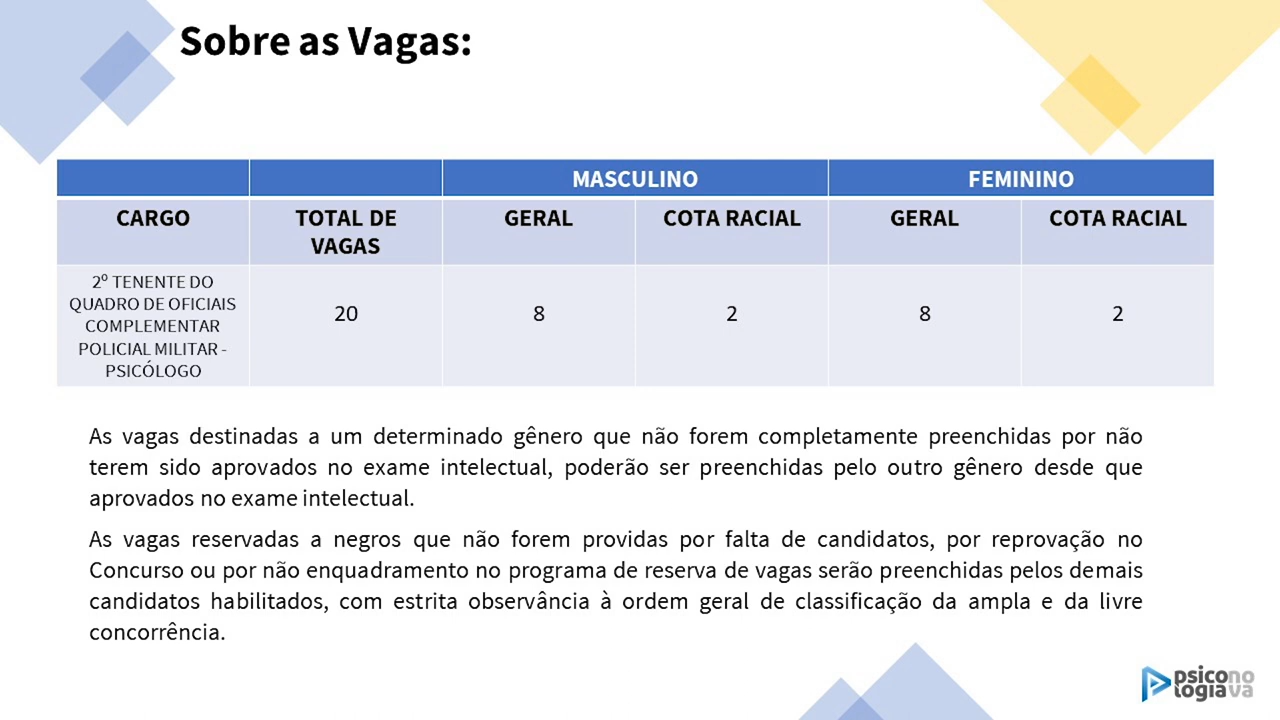 Sobre as Vagas:
MASCULINO FEMININO
CARGO TOTAL DE VAGAS GERAL COTA RACIAL GERAL COTA RACIAL
2º TENENTE DO
QUADRO DE OFICIAIS
COMPLEMENTAR
POLICIAL MILITAR -
PSICÓLOGO
20 8 2 8 2
As vagas destinadas a um determinado gênero que não forem completamente preenchidas por não
terem sido aprovados no exame intelectual, poderão ser preenchidas pelo outro gênero desde que
aprovados no exame intelectual.
As vagas reservadas a negros que não forem providas por falta de candidatos, por reprovação no
Concurso ou por não enquadramento no programa de reserva de vagas serão preenchidas pelos demais
candidatos habilitados, com estrita observância à ordem geral de classificação da ampla e da livre
concorrência.
psicono
logiava